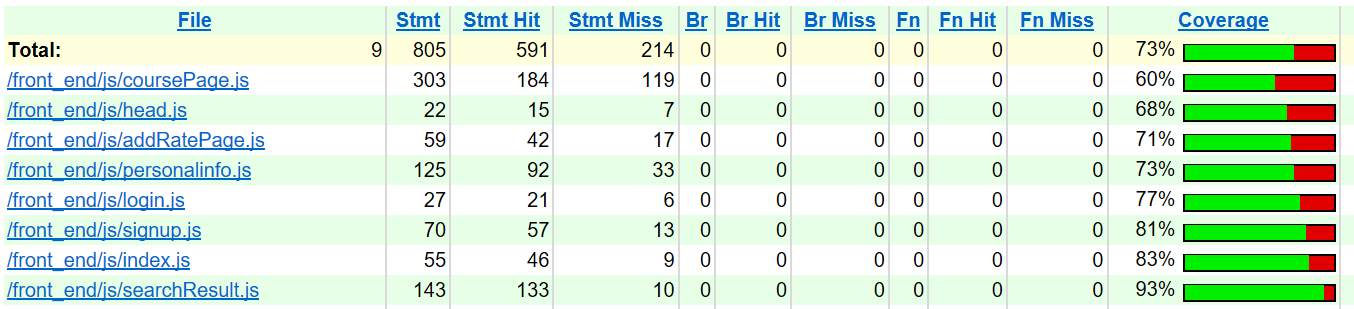 File Stmt Stmt Hit Stmt Miss Br Br Hit Br Miss Fn Fn Hit Fn Miss Coverage
Total: 9 805 591 214 0 0 0 0 0 0 73%
/front_end/js/coursePage.js 303 184 119 0 0 0 0 0 0 60%
/front_end/js/head.js 22 15 7 0 0 0 0 0 0 68%
/front_end/js/addRatePage.js 59 42 17 0 0 0 0 0 0 71%
/front_end/js/personalinfo.js 125 92 33 0 0 0 0 0 0 73%
/front_end/js/login.js 27 21 6 0 0 0 0 0 0 77%
/front_end/js/signup.js 70 57 13 0 0 0 0 0 0 81%
/front_end/js/index.js 55 46 9 0 0 0 0 0 0 83%
/front_end/js/searchResult.js 143 133 10 0 0 0 0 0 0 93%